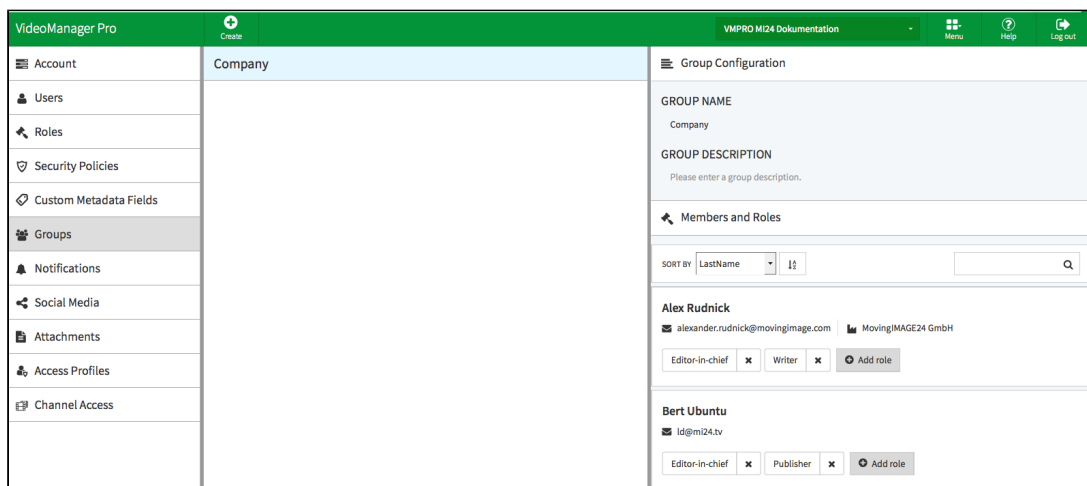 VideoManager Pro
Create
VMPRO MI24 Dokumentation
Menu
Help
Log out
Account
Users
Roles
Security Policies
Custom Metadata Fields
Groups
Notifications
Social Media
Attachments
Access Profiles
Channel Access
Company
Group Configuration
GROUP NAME
Company
GROUP DESCRIPTION
Please enter a group description.
Members and Roles
SORT BY LastName
Alex Rudnick
alexander.rudnick@movingimage.com MovingIMAGE24 GmbH
Editor-in-chief Writer Add role
Bert Ubuntu
ld@mi24.tv
Editor-in-chief Publisher Add role